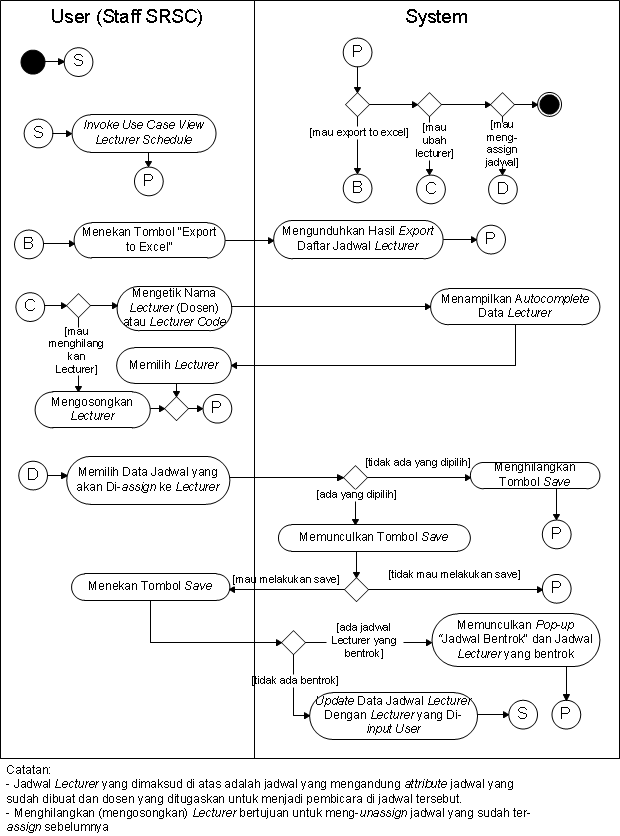 User (Staff SRSC)
System
S
P
S
Invoke Use Case View
Lecturer Schedule
P
[mau export to excel]
[mau
ubah
lecturer]
[mau
meng-
assign
jadywal]
B
C
D
B
Menekan Tombol "Export
to Excel"
Mengunduhkan Hasil Export
Daftar Jadwal Lecturer
P
C
Mengetik Nama
Lecturer (Dosen)
atau Lecturer Code
Menampilkan Autocomplete
Data Lecturer
[mau
menghilang
kan
Lecturer]
Memilih Lecturer
Mengosongkan
Lecturer
P
D
Memilih Data Jadwal yang
akan Di-assign ke Lecturer
[tidak ada yang dipilih]
Menghilangkan
Tombol Save
[ada yang dipilih]
Memunculkan Tombol Save
P
Menekan Tombol Save
[mau melakukan save]
[tidak mau melakukan save]
P
[ada jadwal
Lecturer yang
bentrok]
Memunculkan Pop-up
“Jadwal Bentrok” dan Jadwal
Lecturer yang bentrok
[tidak ada bentrok]
Update Data Jadwal Lecturer
Dengan Lecturer yang Di-
input User
S
P
Catatan:
- Jadwal Lecturer yang dimaksud di atas adalah jadwal yang mengandung attribute jadwal yang
sudah dibuat dan dosen yang ditugaskan untuk menjadi pembicara di jadwal tersebut.
- Menghilangkan (mengosongkan) Lecturer bertujuan untuk meng-unassign jadwal yang sudah ter-
assign sebelumnya